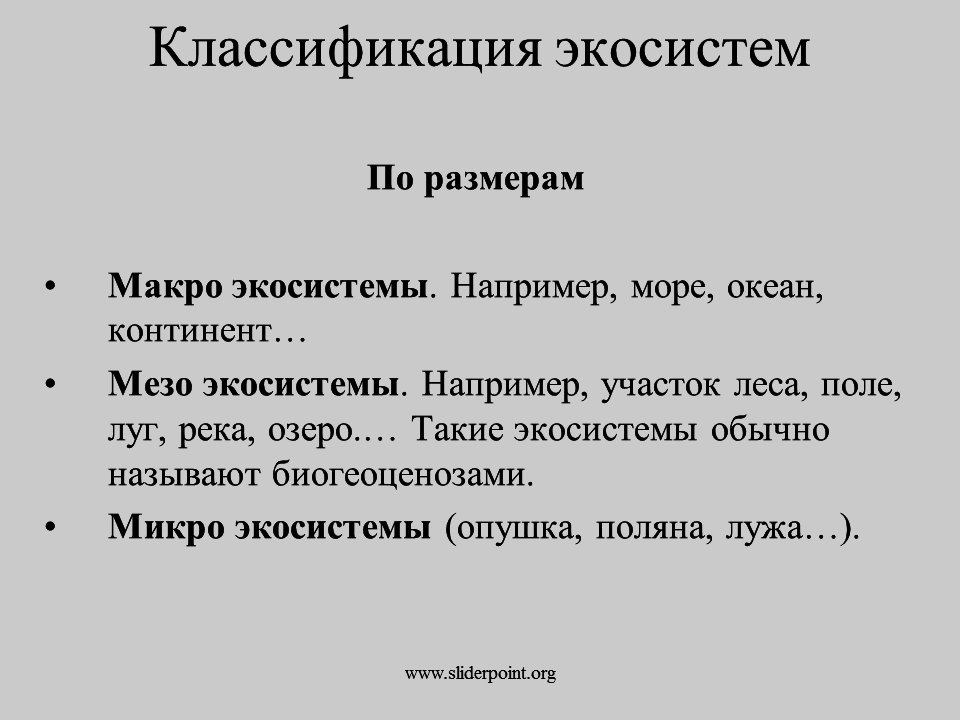 Классификация экосистем
По размерам
• Макро экосистемы. Например, море, океан,
континент…
• Мезо экосистемы. Например, участок леса, поле,
луг, река, озеро.… Такие экосистемы обычно
называют биогеоценозами.
• Микро экосистемы (опушка, поляна, лужа…).
www.sliderpoint.org